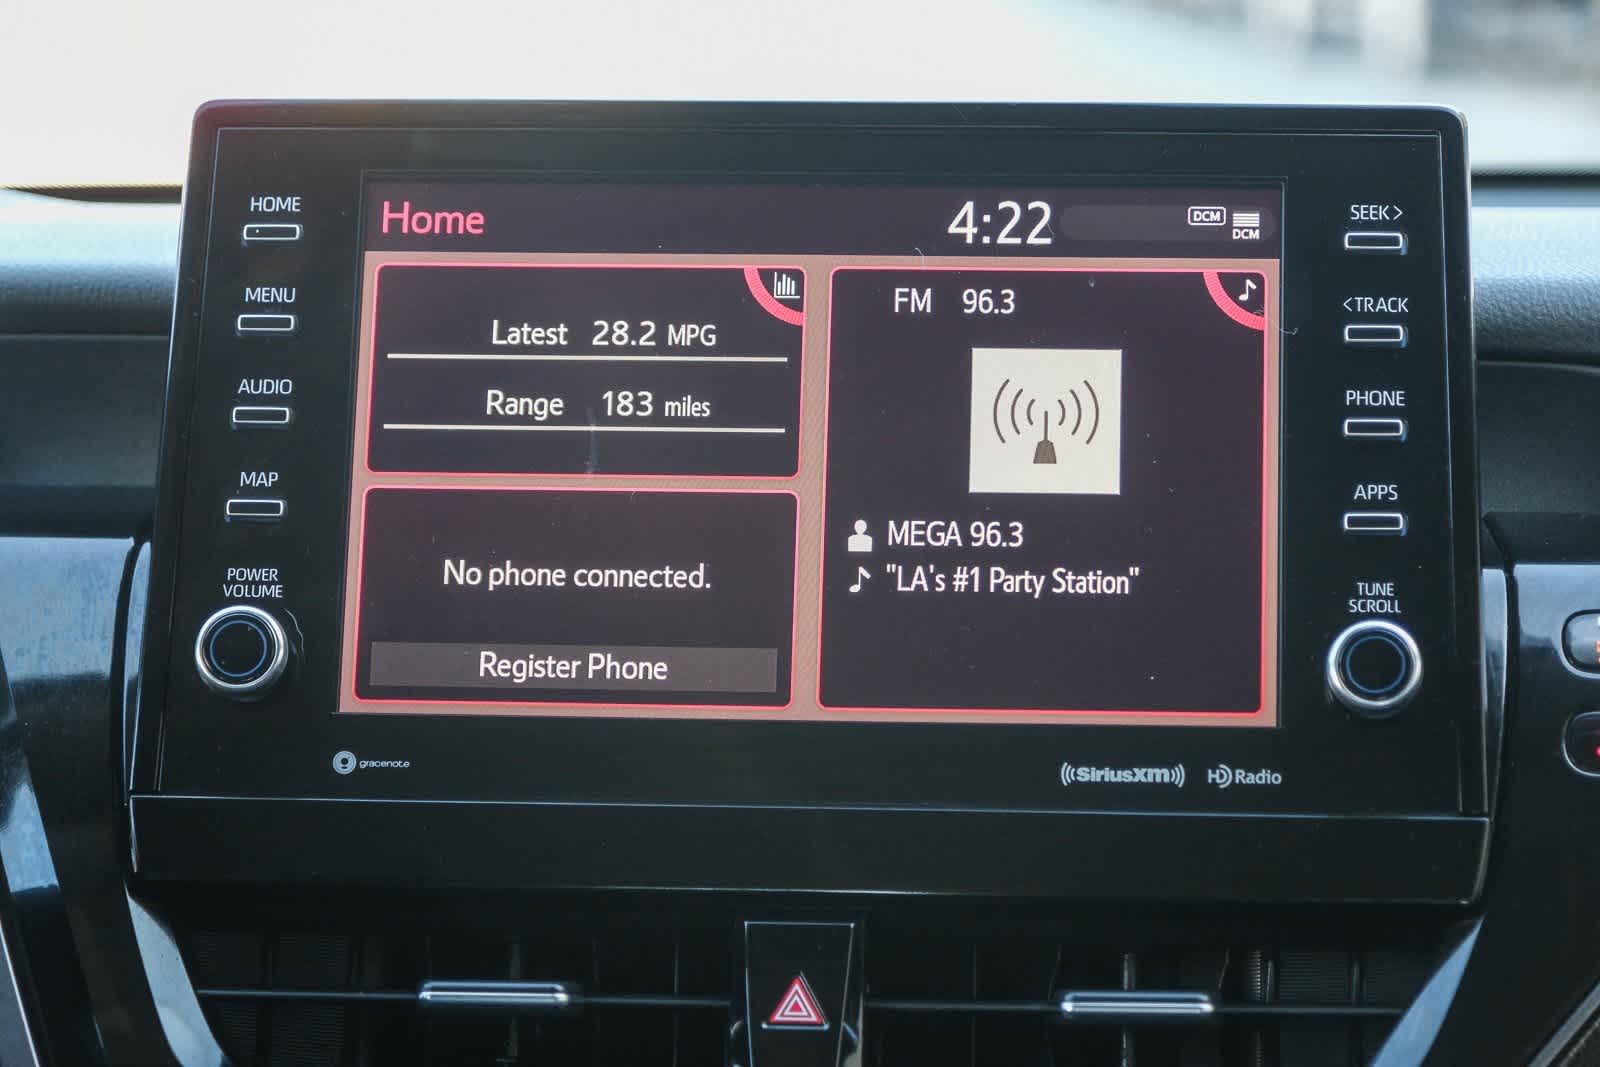 HOME
MENU
AUDIO
MAP
POWER
VOLUME
Home
4:22
DCM
DCM
Latest 28.2 MPG
Range 183 miles
No phone connected.
Register Phone
FM 96.3
MEGA 96.3
"LA's #1 Party Station"
SEEK >
< TRACK
PHONE
APPS
TUNE
SCROLL
gracenote
SiriusXM
HD Radio